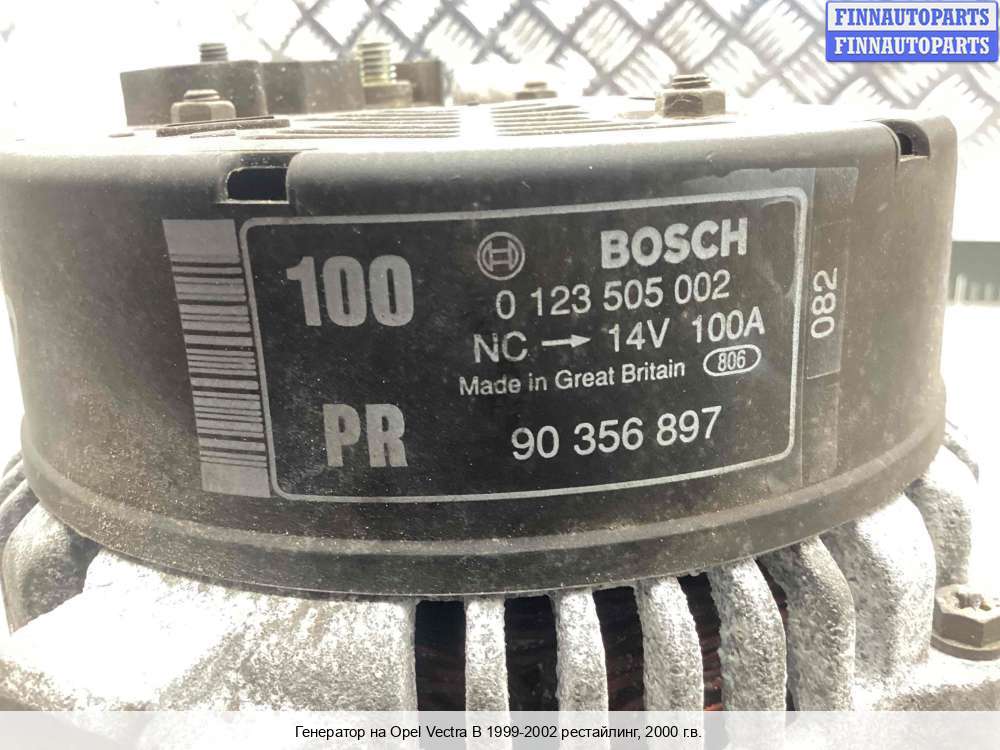 FINNAUTOPARTS
FINNAUTOPARTS
100
BOSCH
0 123 505 002
NC → 14V 100A
Made in Great Britain 806
PR
90 356 897
082
Генератор на Opel Vectra B 1999-2002 рестайлинг, 2000 г.в.